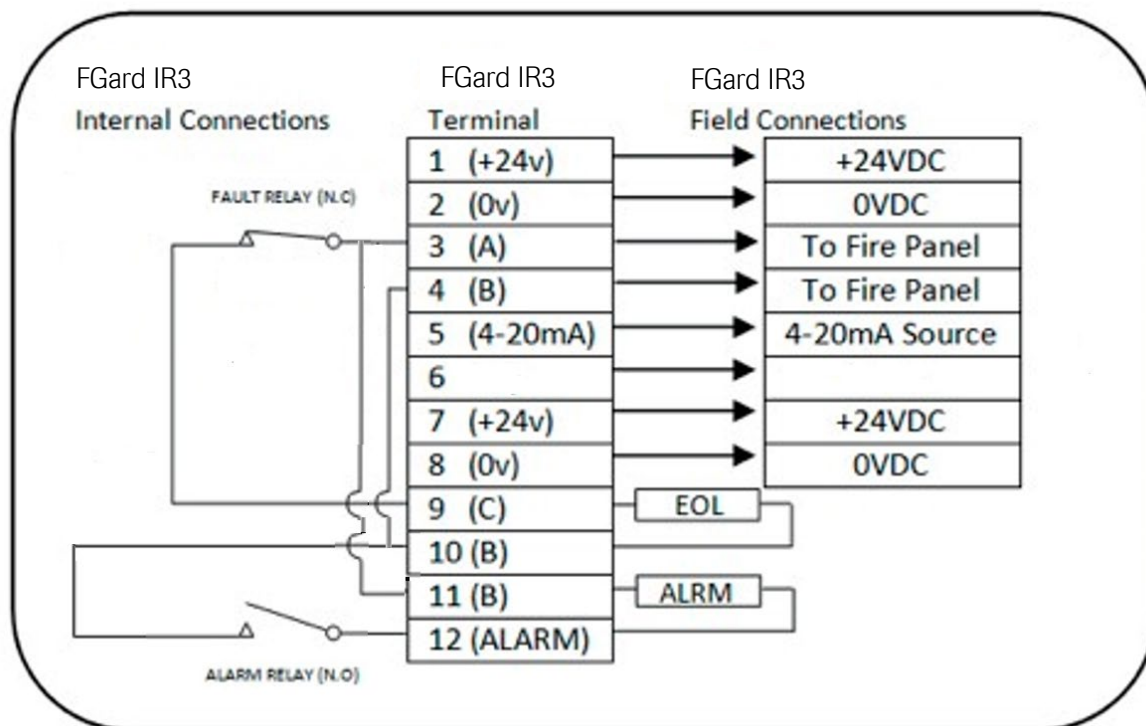 FGard IR3 FGard IR3 FGard IR3
Internal Connections Terminal Field Connections
1 (+24v) +24VDC
FAULT RELAY (N.C) 2 (0v) 0VDC
3 (A) To Fire Panel
4 (B) To Fire Panel
5 (4-20mA) 4-20mA Source
6
7 (+24v) +24VDC
8 (0v) 0VDC
9 (C) EOL
10 (B)
11 (B) ALRM
12 (ALARM)
ALARM RELAY (N.O)